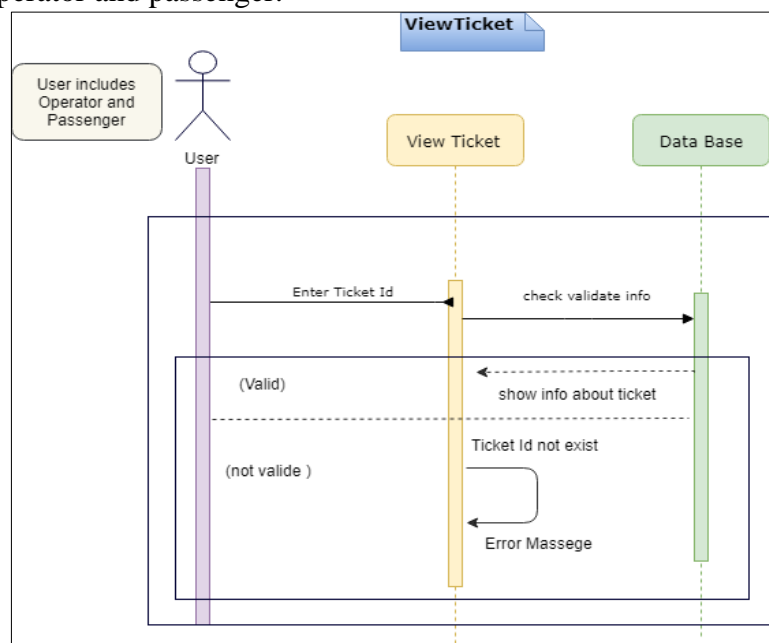 perator and passenger.
ViewTicket
User includes
Operator and
Passenger
User
View Ticket
Data Base
Enter Ticket Id
check validate info
(Valid)
show info about ticket
Ticket Id not exist
(not valide )
Error Massege